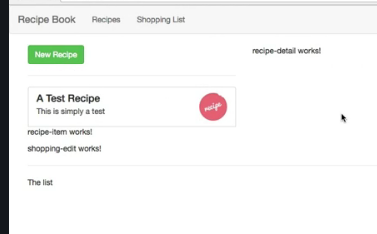 Recipe Book Recipes Shopping List
New Recipe
recipe-detail works!
A Test Recipe
This is simply a test
recipe
recipe-item works!
shopping-edit works!
The list